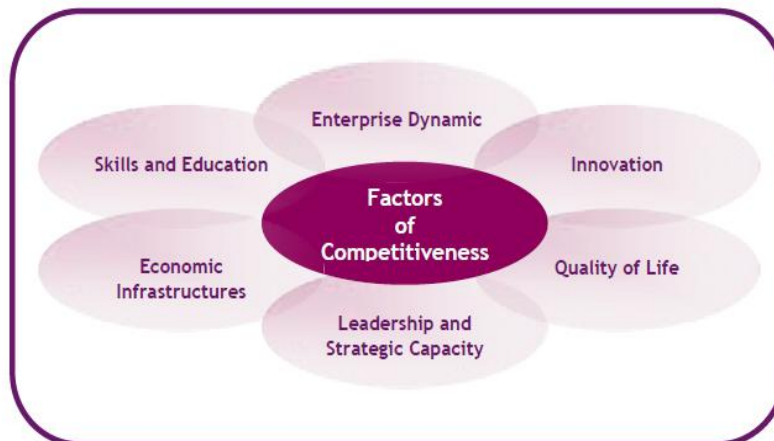 Enterprise Dynamic
Skills and Education
Innovation
Factors
of
Competitiveness
Economic
Infrastructures
Quality of Life
Leadership and
Strategic Capacity